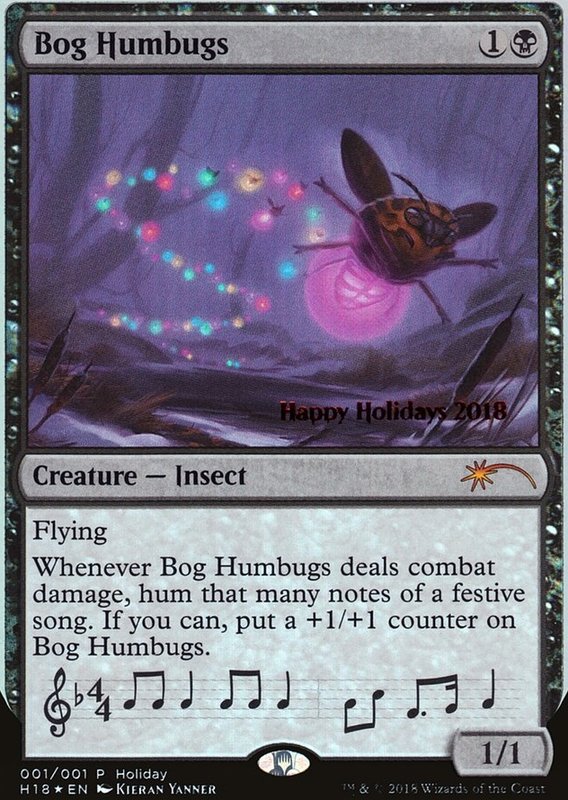 Bog Humbugs 1
Happy Holidays 2018
Creature — Insect
Flying
Whenever Bog Humbugs deals combat
damage, hum that many notes of a festive
song. If you can, put a +1/+1 counter on
Bog Humbugs.
4
4
1/1
001/001 P Holiday
H18★EN Kieran Yanner
™ & © 2018 Wizards of the Coast